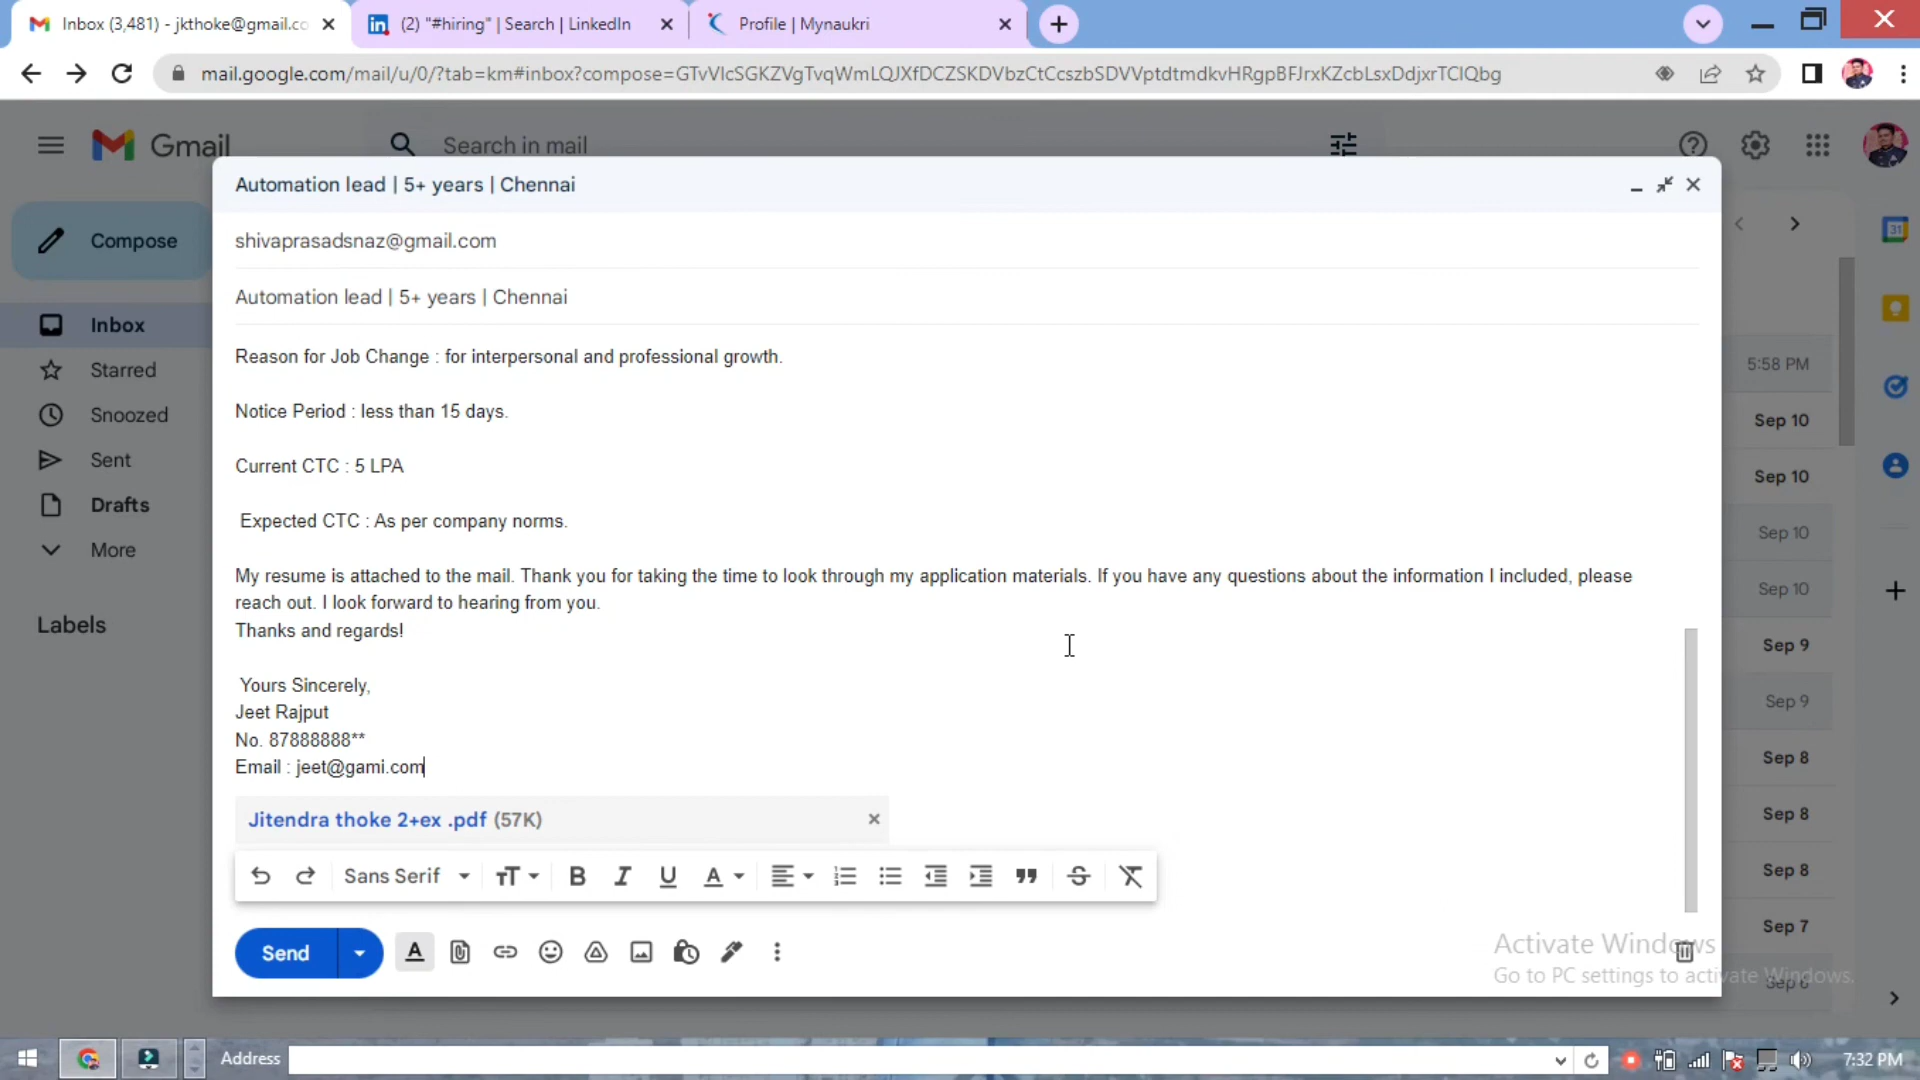 Inbox (3,481) - jkthoke@gmail.co
(2) "#hiring" | Search | LinkedIn
Profile | Mynaukri
mail.google.com/mail/u/0/?tab=km#inbox?compose=GTvVlcSGKZVgTvqWmLQJXfDCZSKDVbzCtCcszbSDVVptdtmdkvHRgpBFJrxKZcbLsxDdjxrTClQbg
Gmail
Search in mail
Compose
Inbox
Starred
Snoozed
Sent
Drafts
More
Labels
Automation lead | 5+ years | Chennai
shivaprasadsnaz@gmail.com
Automation lead | 5+ years | Chennai
Reason for Job Change : for interpersonal and professional growth.
Notice Period : less than 15 days.
Current CTC : 5 LPA
Expected CTC : As per company norms.
My resume is attached to the mail. Thank you for taking the time to look through my application materials. If you have any questions about the information I included, please
reach out. I look forward to hearing from you.
Thanks and regards!
Yours Sincerely,
Jeet Rajput
No. 87888888**
Email : jeet@gami.com
Jitendra thoke 2+ex .pdf (57K)
Sans Serif
Send
31
5:58 PM
Sep 10
Sep 10
Sep 10
Sep 10
Sep 9
Sep 9
Sep 8
Sep 8
Sep 8
Sep 7
Sep 6
Activate Windows
Go to PC settings to activate Windows.
Address
7:32 PM